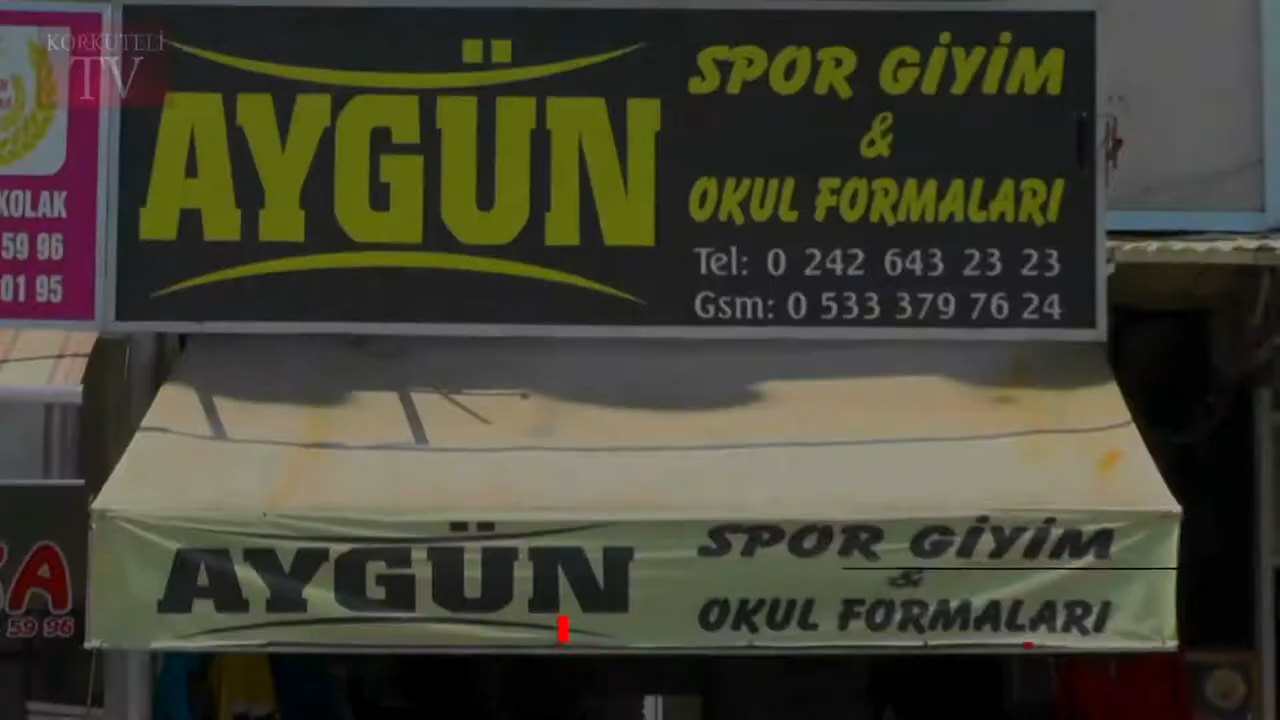 KORKUTELİ
TV
KOLAK
59 96
01 95
AYGÜN
SPOR GİYİM
&
OKUL FORMALARI
Tel: 0 242 643 23 23
Gsm: 0 533 379 76 24
59 96
AYGÜN
SPOR GİYİM
&
OKUL FORMALARI